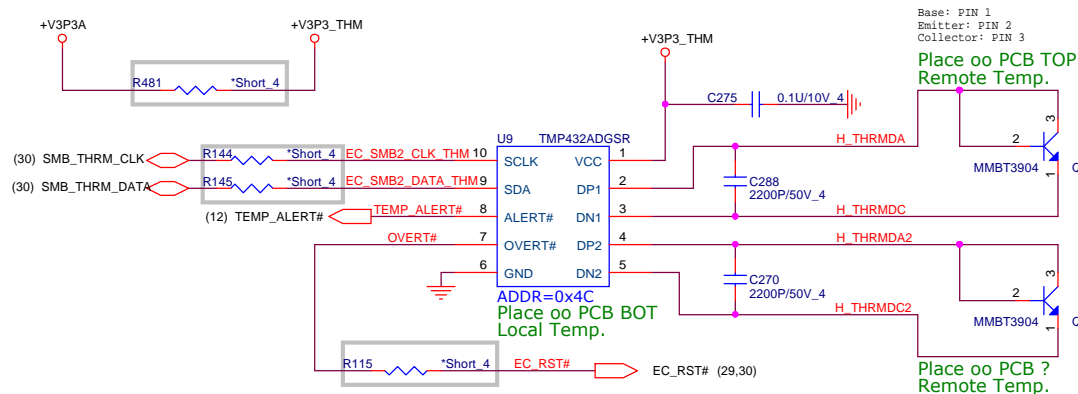 Base: PIN 1
Emitter: PIN 2
Collector: PIN 3
+V3P3A
+V3P3_THM
+V3P3_THM
Place oo PCB TOP
Remote Temp.
R481
*Short_4
C275
0.1U/10V_4
U9
TMP432ADGSR
H_THRMDA
3
2
MMBT3904
Q
1
(30) SMB_THRM_CLK
R144
*Short_4
EC_SMB2_CLK_THM
10
SCLK
VCC
1
(30) SMB_THRM_DATA
R145
*Short_4
EC_SMB2_DATA_THM
9
SDA
DP1
2
C288
2200P/50V_4
(12) TEMP_ALERT#
TEMP_ALERT#
8
ALERT#
DN1
3
H_THRMDC
OVERT#
7
OVERT#
DP2
4
H_THRMDA2
6
GND
DN2
5
C270
2200P/50V_4
3
2
MMBT3904
Q
1
ADDR=0x4C
Place oo PCB BOT
Local Temp.
H_THRMDC2
R115
*Short_4
EC_RST#
EC_RST# (29,30)
Place oo PCB ?
Remote Temp.